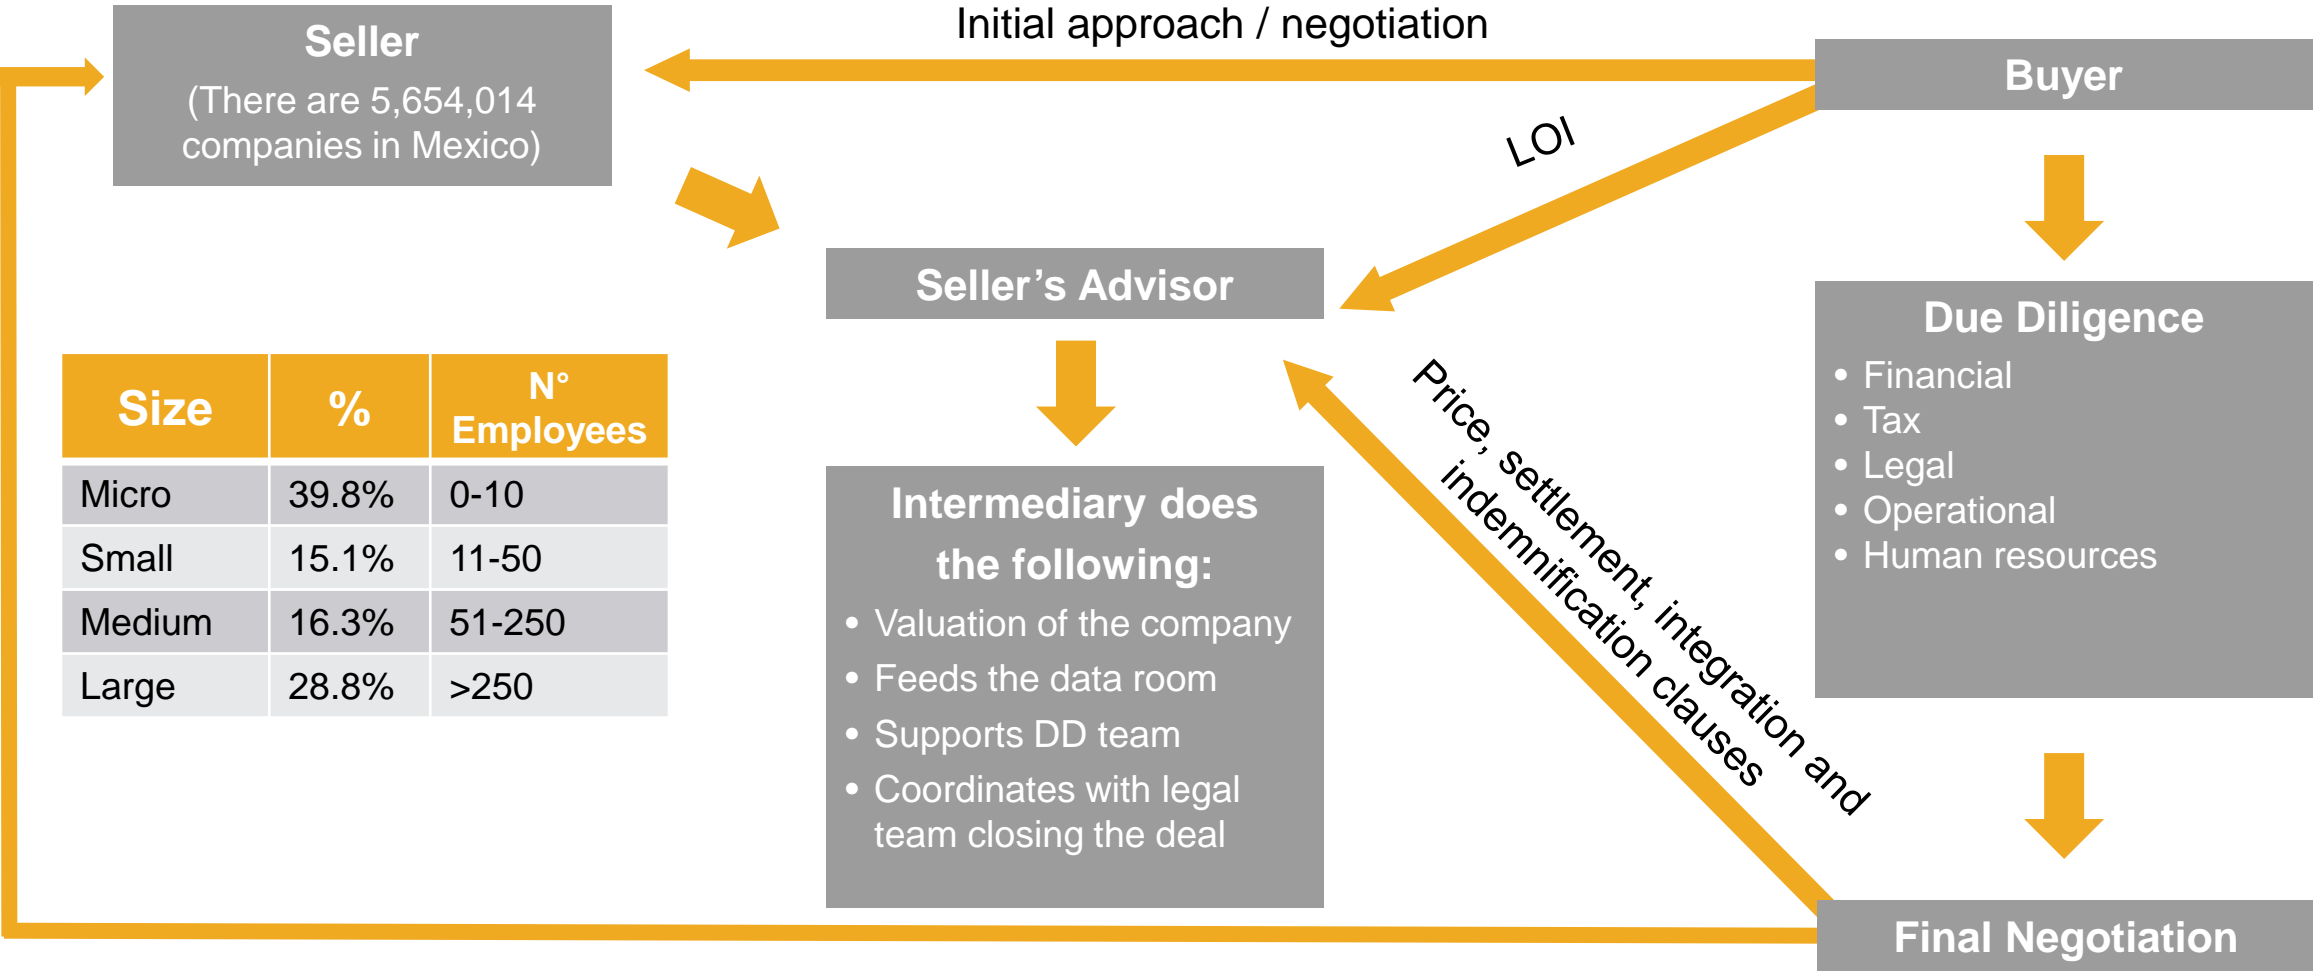 Initial approach / negotiation
Seller
(There are 5,654,014
companies in Mexico)
Buyer
LOI
Seller’s Advisor
Due Diligence
• Financial
• Tax
• Legal
• Operational
• Human resources
Size % N°
Employees
Micro 39.8% 0-10
Small 15.1% 11-50
Medium 16.3% 51-250
Large 28.8% >250
Intermediary does
the following:
• Valuation of the company
• Feeds the data room
• Supports DD team
• Coordinates with legal
team closing the deal
Price, settlement, integration and
indemnification clauses
Final Negotiation